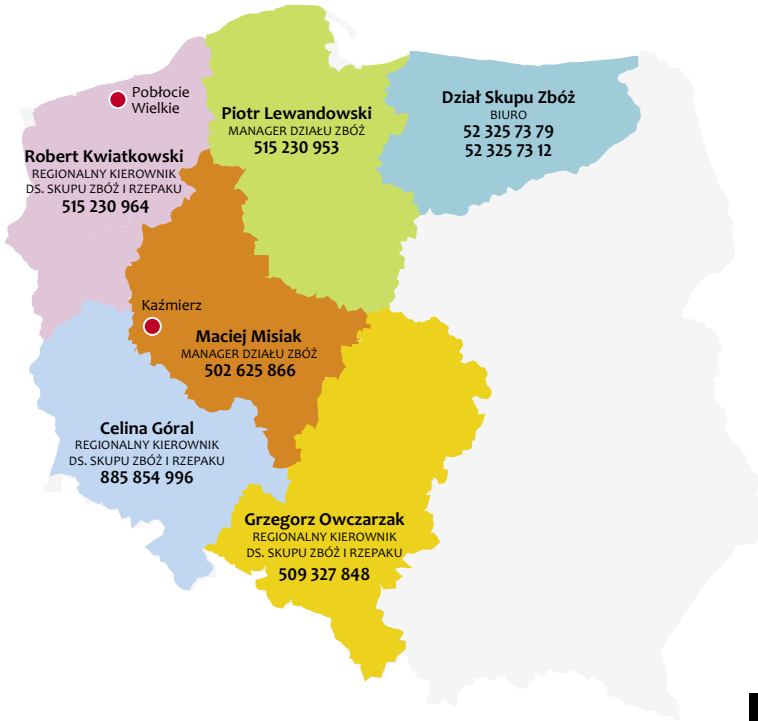 Pobłocie
Wielkie
Robert Kwiatkowski
REGIONALNY KIEROWNIK
DS. SKUPU ZBÓŻ I RZEPAKU
515 230 964
Piotr Lewandowski
MANAGER DZIAŁU ZBÓŻ
515 230 953
Dział Skupu Zbóż
BIURO
52 325 73 79
52 325 73 12
Kaźmierz
Maciej Misiak
MANAGER DZIAŁU ZBÓŻ
502 625 866
Celina Góral
REGIONALNY KIEROWNIK
DS. SKUPU ZBÓŻ I RZEPAKU
885 854 996
Grzegorz Owczarzak
REGIONALNY KIEROWNIK
DS. SKUPU ZBÓŻ I RZEPAKU
509 327 848